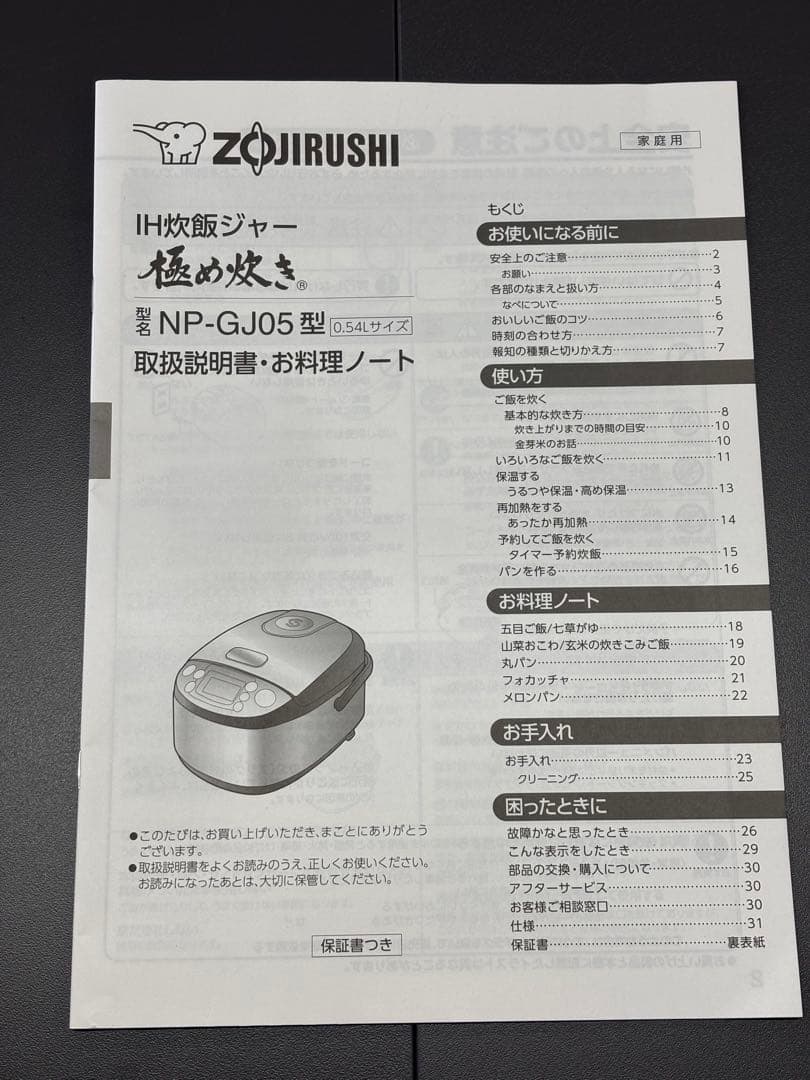 ZOJIRUSHI
家庭用
IH炊飯ジャー
極め炊き®
型名 NP-GJ05型 0.54Lサイズ
取扱説明書・お料理ノート
●このたびは、お買い上げいただき、まことにありがとう
ございます。
●取扱説明書をよくお読みのうえ、正しくお使いください。
お読みになったあとは、大切に保管してください。
保証書つき
もくじ
お使いになる前に
安全上のご注意……2
お願い……3
各部のなまえと扱い方……4
なべについて……5
おいしいご飯のコツ……6
時刻の合わせ方……7
報知の種類と切りかえ方……7
使い方
ご飯を炊く
基本的な炊き方……8
炊き上がりまでの時間の目安……10
金芽米のお話……10
いろいろなご飯を炊く……11
保温する
うるつや保温・高め保温……13
再加熱をする
あったか再加熱……14
予約してご飯を炊く
タイマー予約炊飯……15
パンを作る……16
お料理ノート
五目ご飯/七草がゆ……18
山菜おこわ/玄米の炊きこみご飯……19
丸パン……20
フォカッチャ……21
メロンパン……22
お手入れ
お手入れ……23
クリーニング……25
困ったときに
故障かなと思ったとき……26
こんな表示をしたとき……29
部品の交換・購入について……30
アフターサービス……30
お客様ご相談窓口……30
仕様……31
保証書……裏表紙